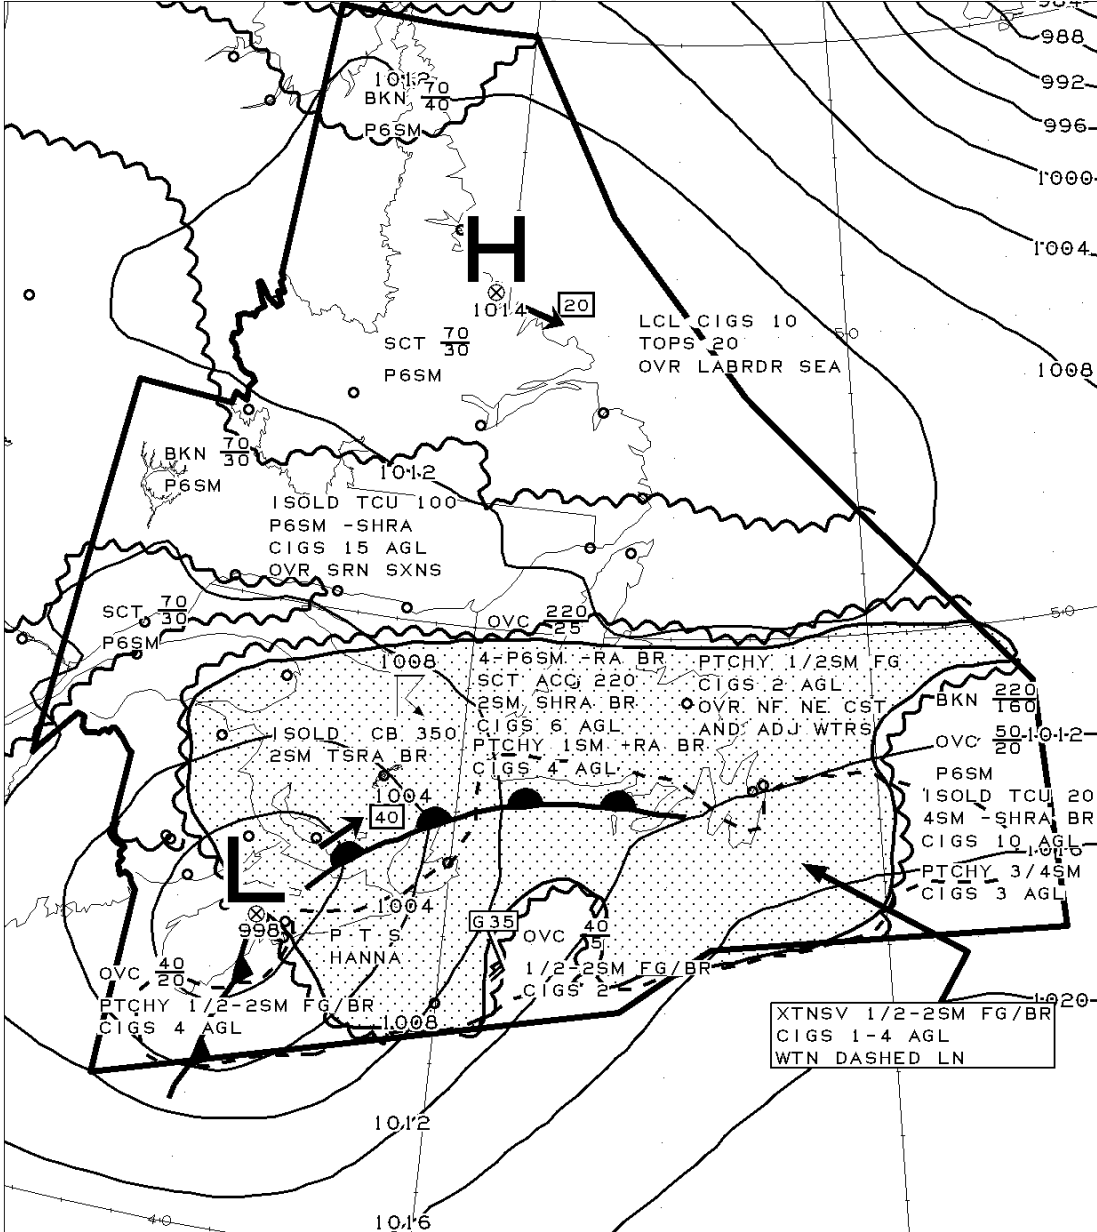 984
988
992
996
1000
1004
1008
1012
BKN 70
40
P6SM
H
1014
20
SCT 70
30
P6SM
LCL CIGS 10
TOPS 20
OVR LABRDR SEA
50
BKN 70
30
P6SM
1012
ISOLD TCU 100
P6SM -SHRA
CIGS 15 AGL
OVR SRN SXNS
SCT 70
30
P6SM
50
OVC 220
25
1008
4-P6SM -RA BR
SCT ACC 220
2SM SHRA BR
CIGS 6 AGL
PTCHY 1SM +RA BR
CIGS 4 AGL
PTCHY 1/2SM FG
CIGS 2 AGL
OVR NF NE CST
AND ADJ WTRS
ISOLD CB 350
2SM TSRA BR
BKN 220
160
OVC 50
20
1012
P6SM
ISOLD TCU 20
4SM -SHRA BR
CIGS 10 AGL
1016
PTCHY 3/4SM
CIGS 3 AGL
1004
40
L
998
1004
P T S
HANNA
G35
OVC 40
5
1/2-2SM FG/BR
CIGS 2
OVC 40
20
PTCHY 1/2-2SM FG/BR
CIGS 4 AGL
1008
1020
XTNSV 1/2-2SM FG/BR
CIGS 1-4 AGL
WTN DASHED LN
1012
40
1016